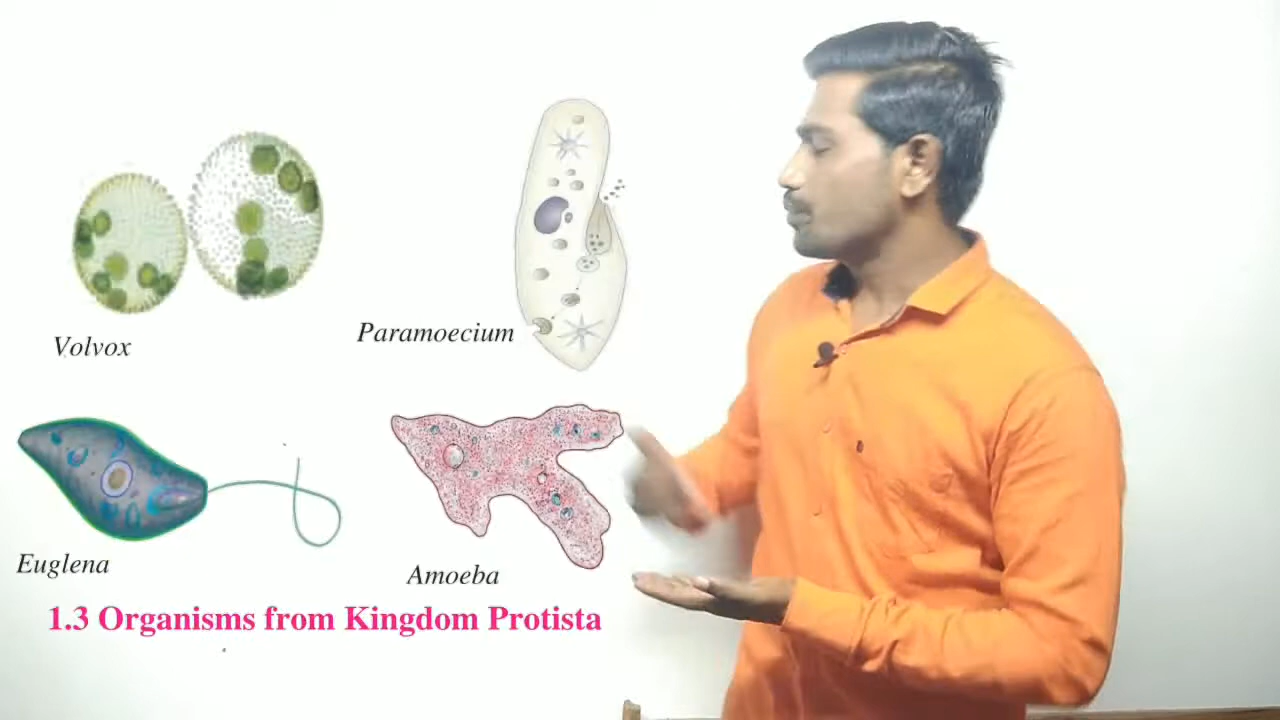 Volvox
Paramoecium
Euglena
Amoeba
1.3 Organisms from Kingdom Protista